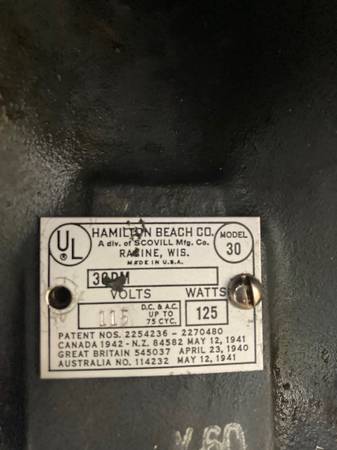 UL
®
HAMILTON BEACH CO.
A div. of SCOVILL Mfg. Co.
RACINE, WIS.
MADE IN U.S.A.
MODEL
30
30DM
VOLTS
WATTS
115
D.C. & A.C.
UP TO
75 CYC.
125
PATENT NOS. 2254236 - 2270480
CANADA 1942 - N.Z. 84582 MAY 12, 1941
GREAT BRITAIN 545037 APRIL 23, 1940
AUSTRALIA NO. 114232 MAY 12, 1941